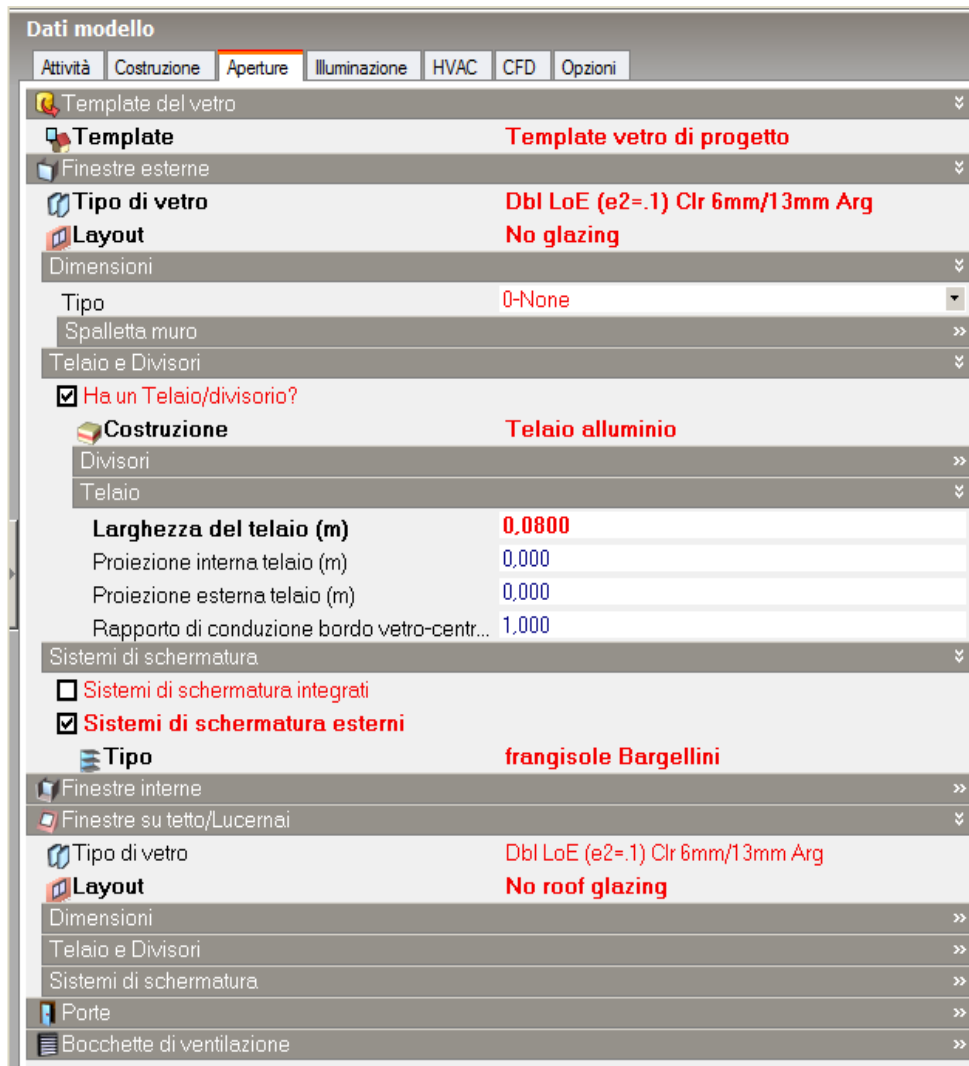 Dati modello
Attività Costruzione Aperture Illuminazione HVAC CFD Opzioni
Template del vetro
Template Template vetro di progetto
Finestre esterne
Tipo di vetro Dbl LoE (e2=.1) Clr 6mm/13mm Arg
Layout No glazing
Dimensioni
Tipo 0-None
Spalletta muro
Telaio e Divisori
Ha un Telaio/divisorio?
Costruzione Telaio alluminio
Divisori
Telaio
Larghezza del telaio (m) 0,0800
Proiezione interna telaio (m) 0,000
Proiezione esterna telaio (m) 0,000
Rapporto di conduzione bordo vetro-centr... 1,000
Sistemi di schermatura
Sistemi di schermatura integrati
Sistemi di schermatura esterni
Tipo frangisole Bargellini
Finestre interne
Finestre su tetto/Lucernai
Tipo di vetro Dbl LoE (e2=.1) Clr 6mm/13mm Arg
Layout No roof glazing
Dimensioni
Telaio e Divisori
Sistemi di schermatura
Porte
Bocchette di ventilazione